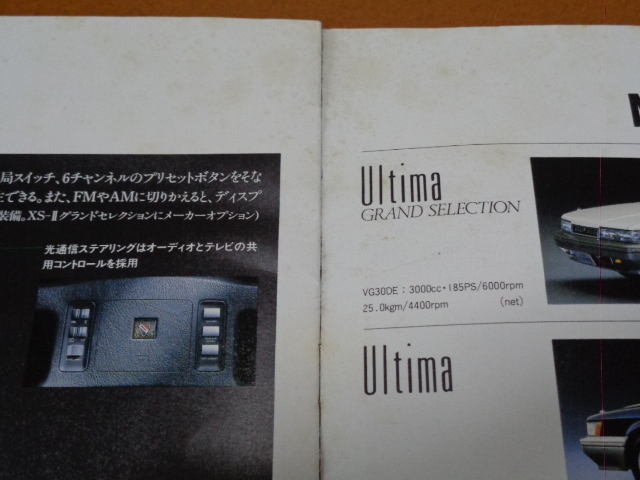 局スイッチ、6チャンネルのプリセットボタンをそな
できる。また、FMやAMに切りかえると、ディスプ
装備。XS-Ⅱグランドセレクションにメーカーオプション)
光通信ステアリングはオーディオとテレビの共
用コントロールを採用
Ultima
GRAND SELECTION
VG30DE：3000cc・185PS/6000rpm
25.0kgm/4400rpm (net)
Ultima